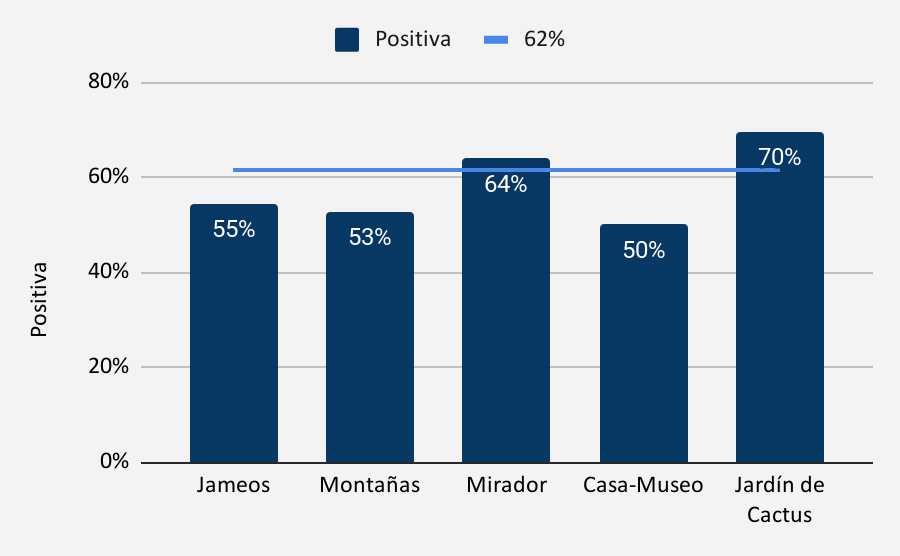 Positiva 62%
80%
60%
40%
20%
0%
Positiva
55%
53%
64%
50%
70%
Jameos
Montañas
Mirador
Casa-Museo
Jardín de
Cactus